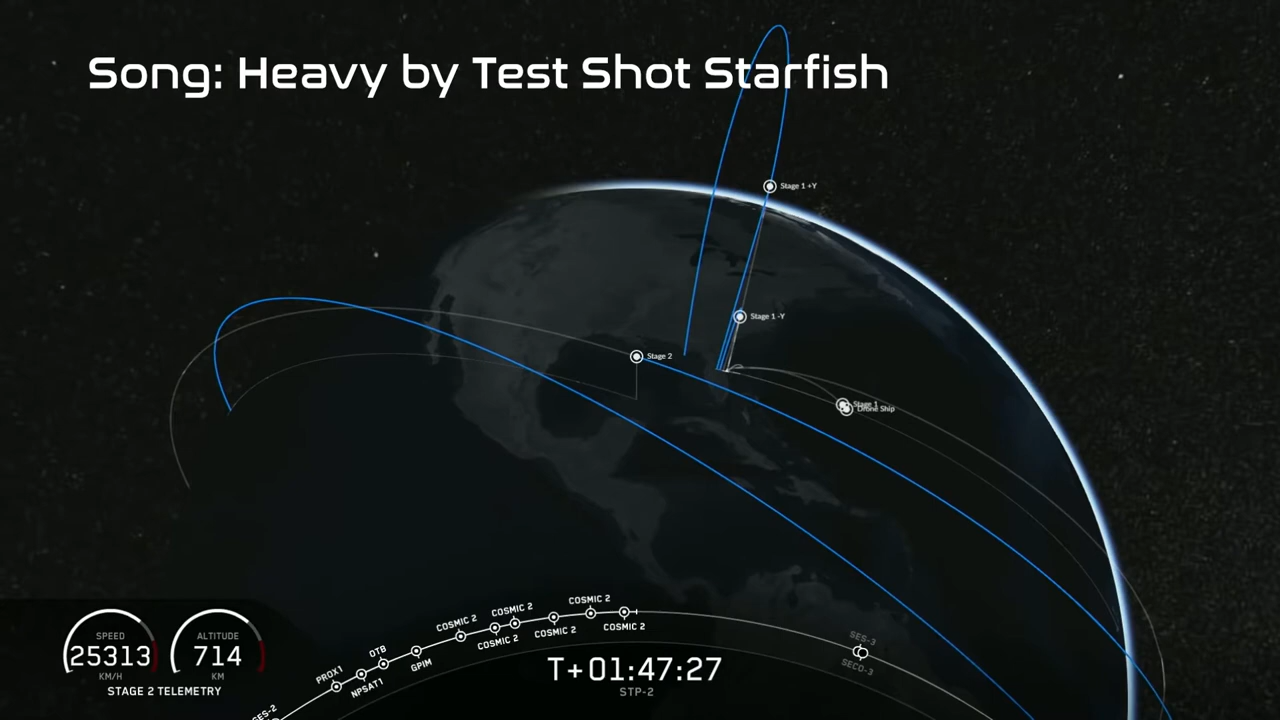 Song: Heavy by Test Shot Starfish
Stage 1 +Y
Stage 1 -Y
Stage 2
Stage 1
Drone Ship
COSMIC 2
COSMIC 2
COSMIC 2
COSMIC 2
COSMIC 2
COSMIC 2
OTB
GPIM
PROX1
NPSAT1
SES-2
SES-3
SECO-3
SPEED
25313
KM/H
ALTITUDE
714
KM
STAGE 2 TELEMETRY
T+01:47:27
STP-2